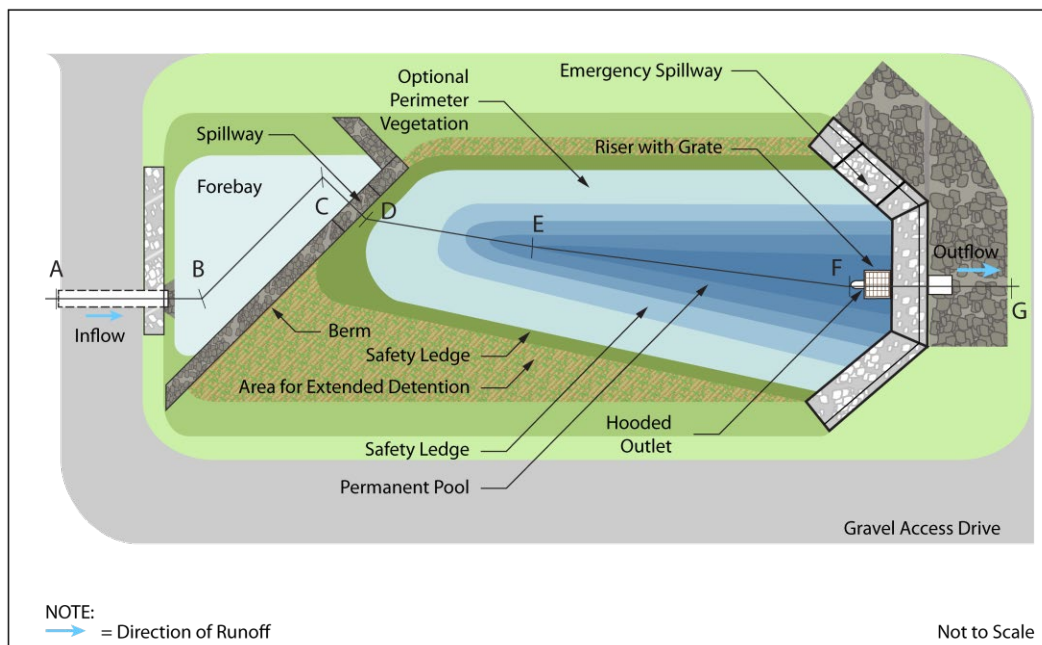 Optional
Perimeter
Vegetation
Emergency Spillway
Spillway
Riser with Grate
Forebay
C
D
E
A
B
F
Outflow
G
Inflow
Berm
Safety Ledge
Area for Extended Detention
Hooded
Outlet
Safety Ledge
Permanent Pool
Gravel Access Drive
NOTE:
= Direction of Runoff
Not to Scale